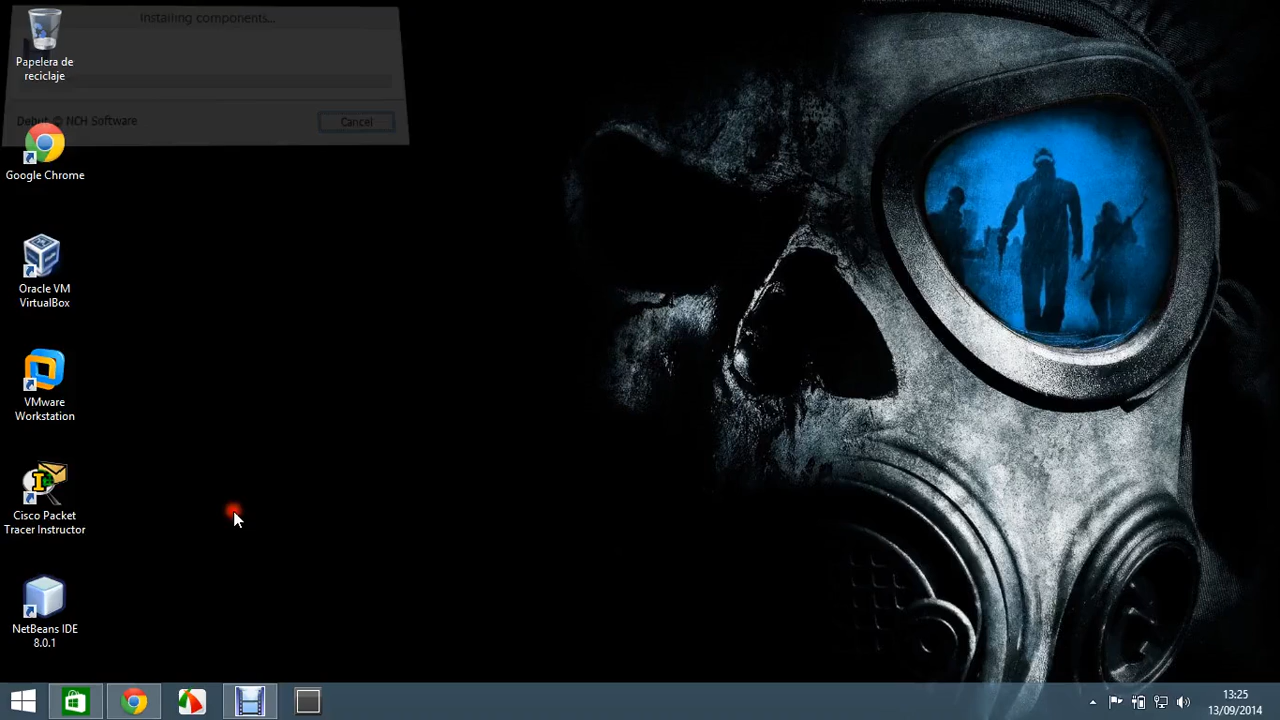 Installing components...
Debut © NCH Software
Cancel
Papelera de
reciclaje
Google Chrome
Oracle VM
VirtualBox
VMware
Workstation
Cisco Packet
Tracer Instructor
NetBeans IDE
8.0.1
13:25
13/09/2014